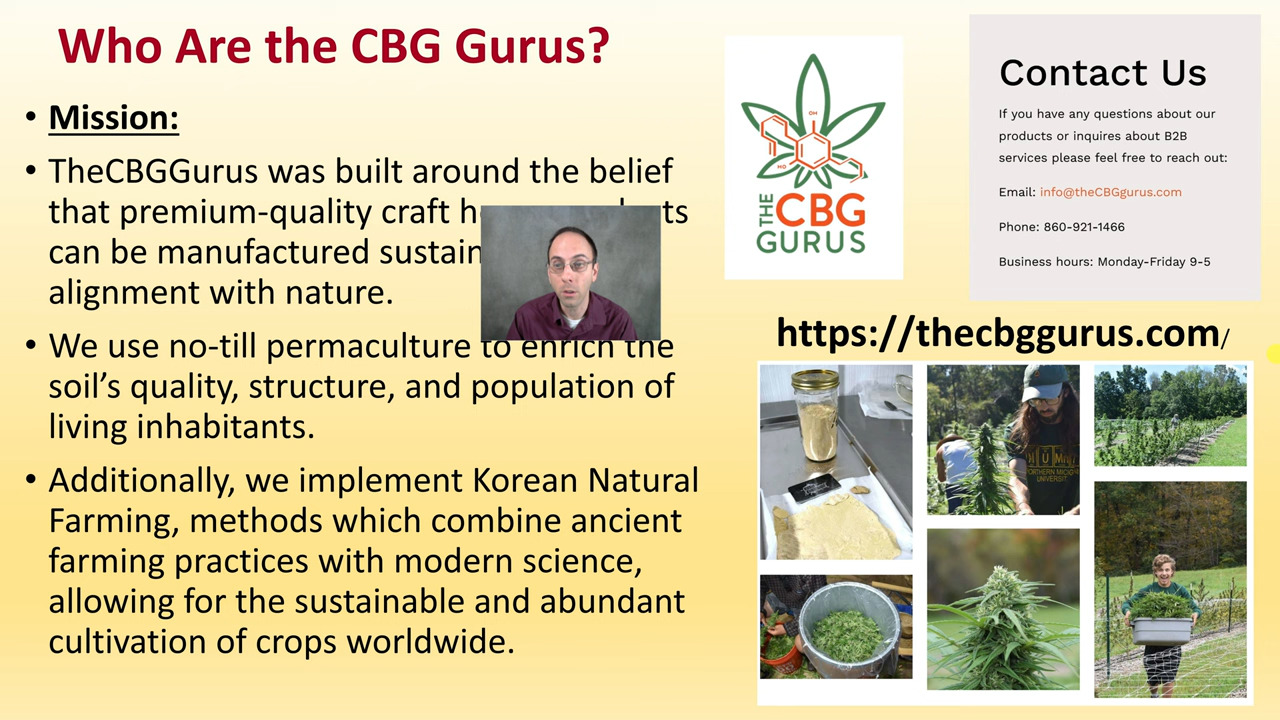 Who Are the CBG Gurus?
• Mission:
• TheCBGGurus was built around the belief
that premium-quality craft
can be manufactured
alignment with nature.
• We use no-till permaculture to enrich the
soil’s quality, structure, and population of
living inhabitants.
• Additionally, we implement Korean Natural
Farming, methods which combine ancient
farming practices with modern science,
allowing for the sustainable and abundant
cultivation of crops worldwide.
OH
HO
THE
CBG
GURUS
Contact Us
If you have any questions about our
products or inquires about B2B
services please feel free to reach out:
Email: info@theCBGgurus.com
Phone: 860-921-1466
Business hours: Monday-Friday 9-5
https://thecbggurus.com/